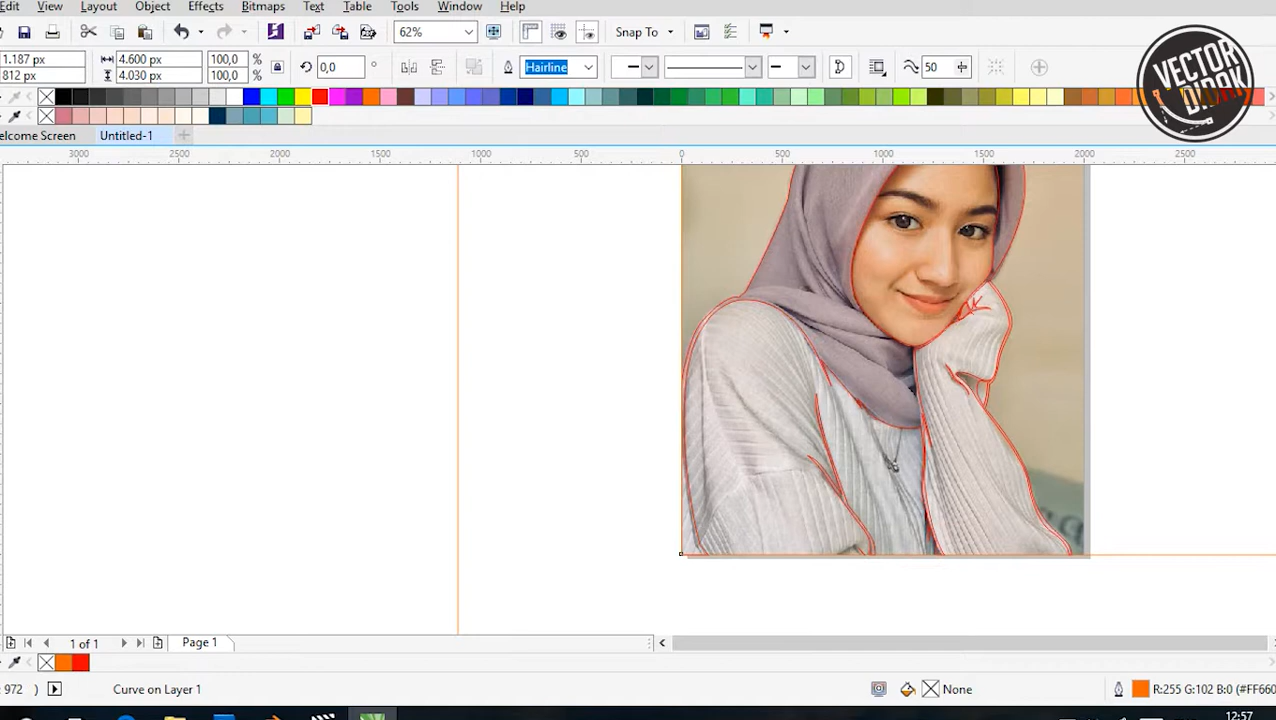 Edit View Layout Object Effects Bitmaps Text Table Tools Window Help
62% Snap To
1.187 px 4.600 px 100,0 % 0,0 ° Hairline 50
812 px 4.030 px 100,0 %
VECTOR
DIDAK
elcome Screen Untitled-1
3000 2500 2000 1500 1000 500 0 500 1000 1500 2000 2500
1 of 1 Page 1
972 ) Curve on Layer 1 None R:255 G:102 B:0 (#FF660
12:57